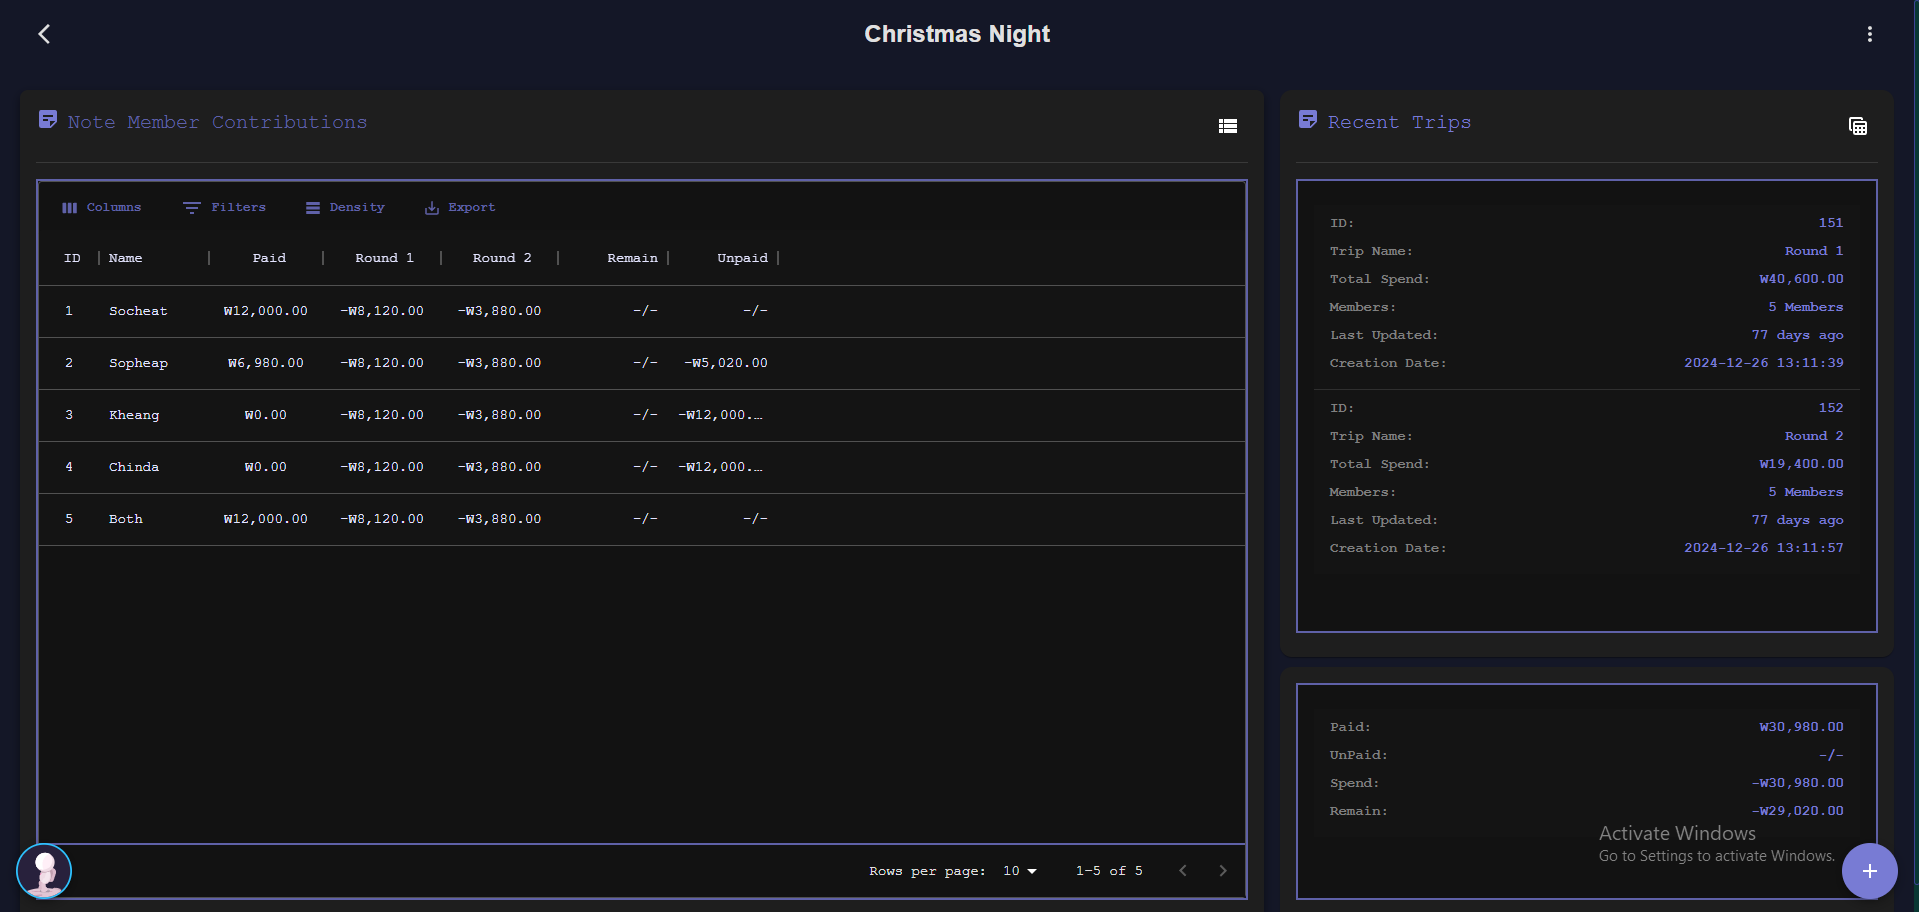 Christmas Night
Note Member Contributions
Columns Filters Density Export
ID Name Paid Round 1 Round 2 Remain Unpaid
1 Socheat ₩12,000.00 -₩8,120.00 -₩3,880.00 -/- -/-
2 Sopheap ₩6,980.00 -₩8,120.00 -₩3,880.00 -/- -₩5,020.00
3 Kheang ₩0.00 -₩8,120.00 -₩3,880.00 -/- -₩12,000.…
4 Chinda ₩0.00 -₩8,120.00 -₩3,880.00 -/- -₩12,000.…
5 Both ₩12,000.00 -₩8,120.00 -₩3,880.00 -/- -/-
Rows per page: 10 1-5 of 5
Recent Trips
ID: 151
Trip Name: Round 1
Total Spend: ₩40,600.00
Members: 5 Members
Last Updated: 77 days ago
Creation Date: 2024-12-26 13:11:39
ID: 152
Trip Name: Round 2
Total Spend: ₩19,400.00
Members: 5 Members
Last Updated: 77 days ago
Creation Date: 2024-12-26 13:11:57
Paid: ₩30,980.00
UnPaid: -/-
Spend: -₩30,980.00
Remain: -₩29,020.00
Activate Windows
Go to Settings to activate Windows.